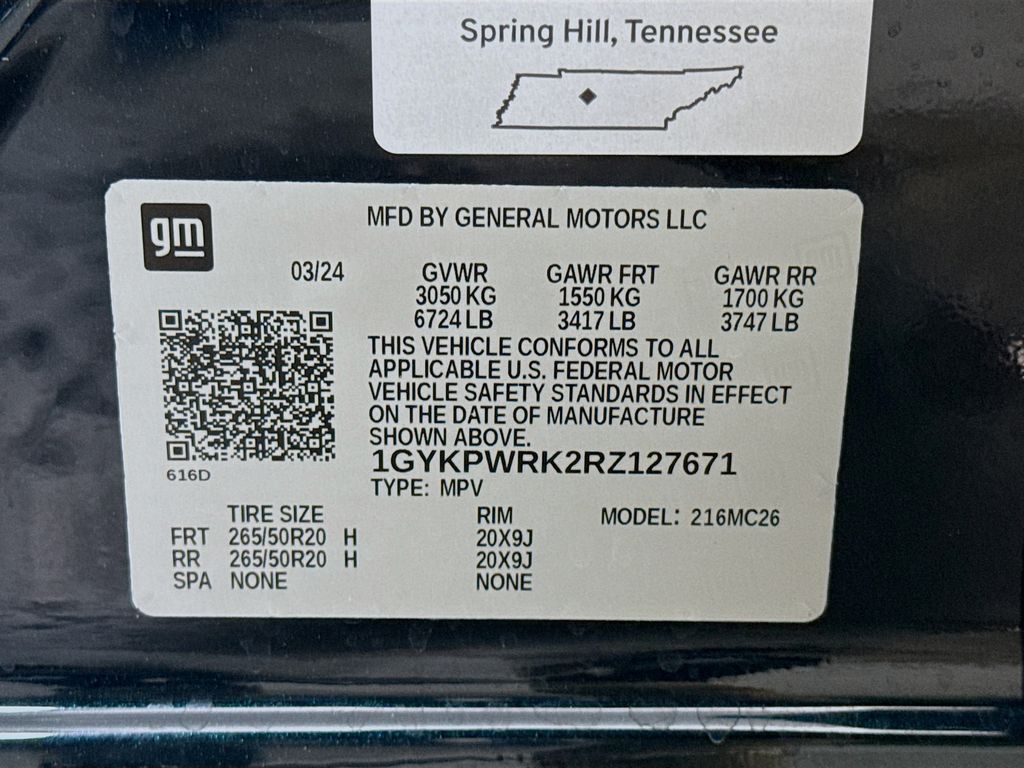 Spring Hill, Tennessee
gm
MFD BY GENERAL MOTORS LLC
03/24 GVWR GAWR FRT GAWR RR
3050 KG 1550 KG 1700 KG
6724 LB 3417 LB 3747 LB
THIS VEHICLE CONFORMS TO ALL
APPLICABLE U.S. FEDERAL MOTOR
VEHICLE SAFETY STANDARDS IN EFFECT
ON THE DATE OF MANUFACTURE
SHOWN ABOVE.
1GYKPWRK2RZ127671
616D
TYPE: MPV
TIRE SIZE RIM MODEL: 216MC26
FRT 265/50R20 H 20X9J
RR 265/50R20 H 20X9J
SPA NONE NONE